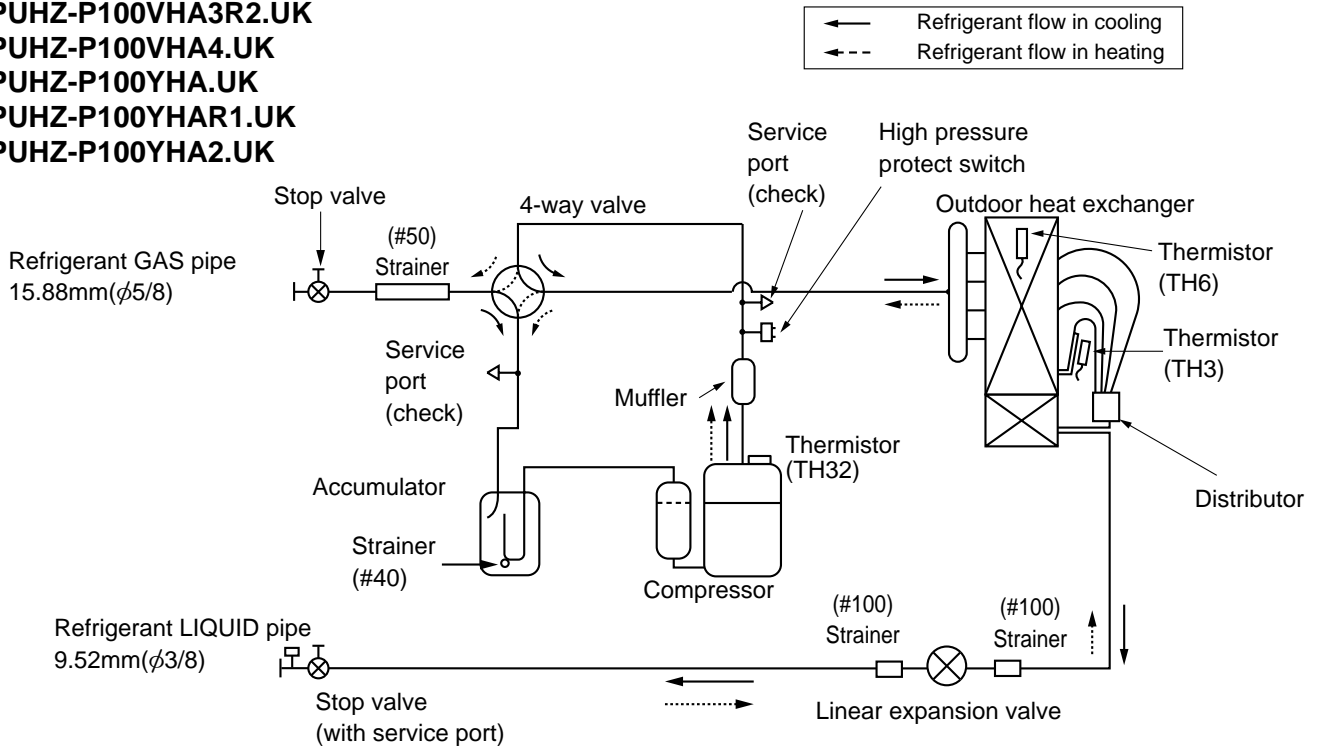 PUHZ-P100VHA3R2.UK
PUHZ-P100VHA4.UK
PUHZ-P100YHA.UK
PUHZ-P100YHAR1.UK
PUHZ-P100YHA2.UK
Refrigerant flow in cooling
Refrigerant flow in heating
Service
port
(check)
High pressure
protect switch
Stop valve
4-way valve
Outdoor heat exchanger
(#50)
Strainer
Refrigerant GAS pipe
15.88mm(ϕ5/8)
Thermistor
(TH6)
Service
port
(check)
Thermistor
(TH3)
Muffler
Thermistor
(TH32)
Accumulator
Distributor
Strainer
(#40)
Compressor
(#100)
Strainer
(#100)
Strainer
Refrigerant LIQUID pipe
9.52mm(ϕ3/8)
Stop valve
(with service port)
Linear expansion valve